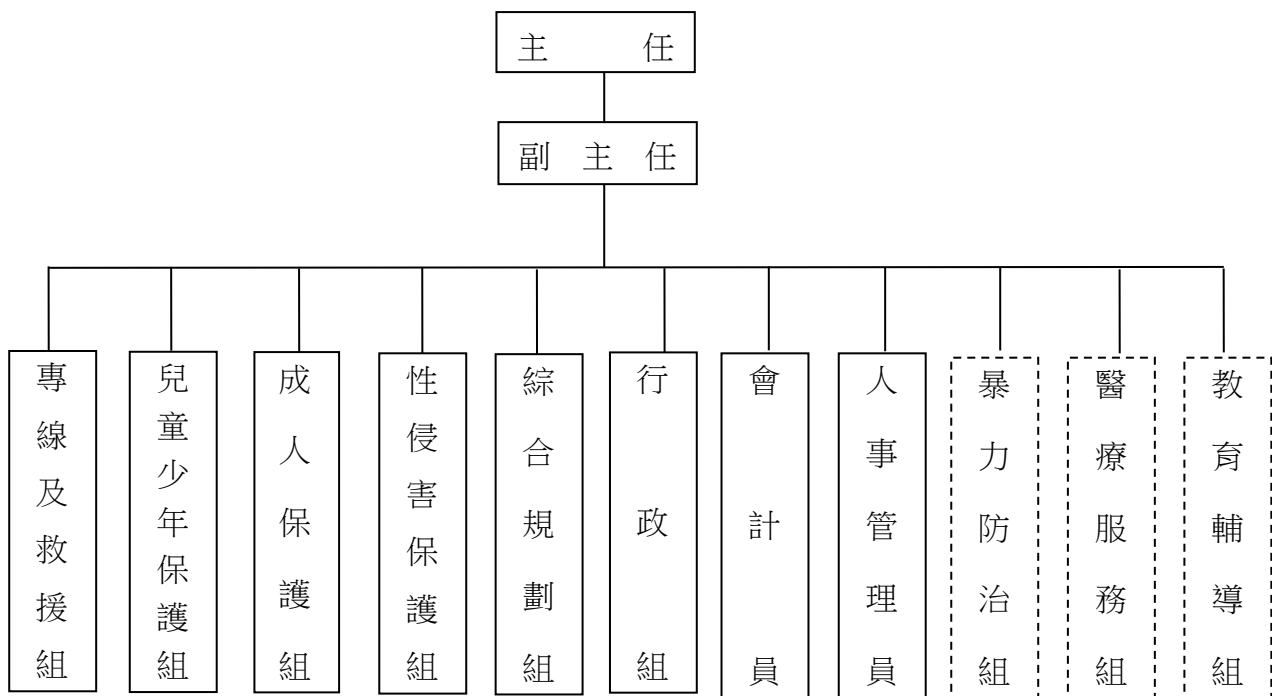 主任
副主任
專線及救援組
兒童少年保護組
成人保護組
性侵害保護組
綜合規劃組
行政組
會計員
人事管理員
暴力防治組
醫療服務組
教育輔導組